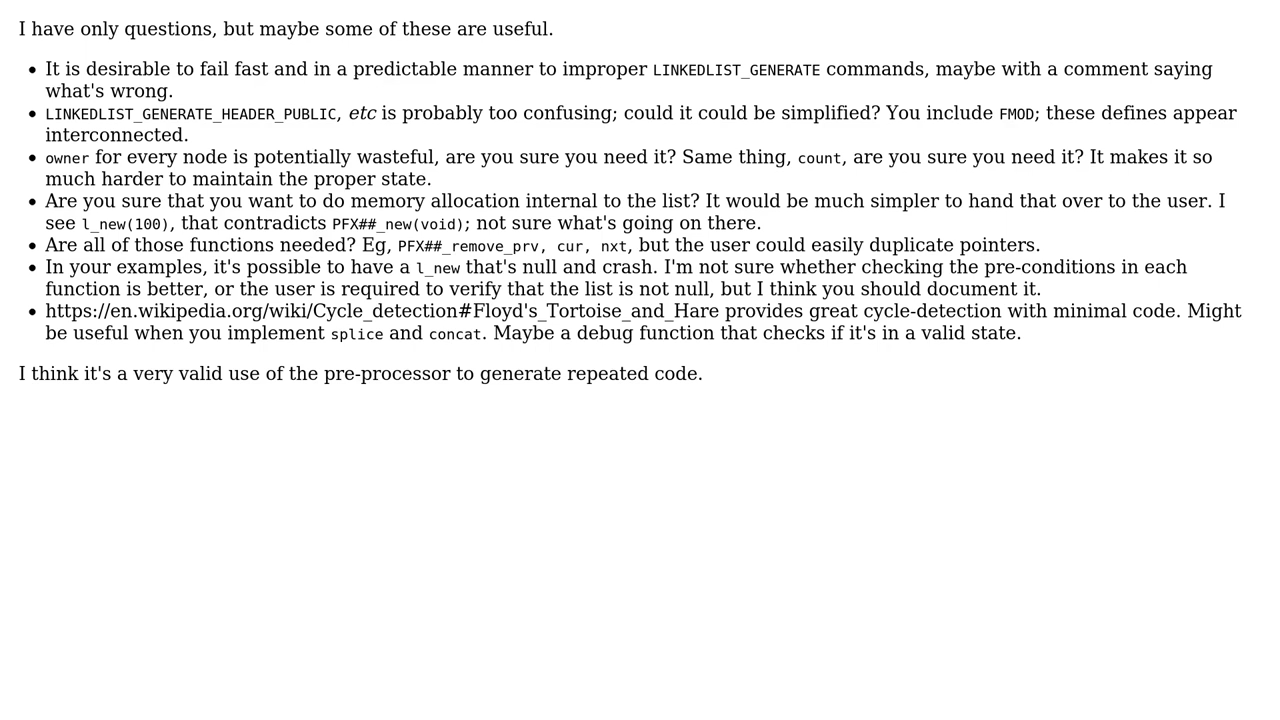 I have only questions, but maybe some of these are useful.
• It is desirable to fail fast and in a predictable manner to improper LINKEDLIST_GENERATE commands, maybe with a comment saying
what's wrong.
• LINKEDLIST_GENERATE_HEADER_PUBLIC, etc is probably too confusing; could it could be simplified? You include FMOD; these defines appear
interconnected.
• owner for every node is potentially wasteful, are you sure you need it? Same thing, count, are you sure you need it? It makes it so
much harder to maintain the proper state.
• Are you sure that you want to do memory allocation internal to the list? It would be much simpler to hand that over to the user. I
see l_new(100), that contradicts PFX##_new(void); not sure what's going on there.
• Are all of those functions needed? Eg, PFX##_remove_prv, cur, nxt, but the user could easily duplicate pointers.
• In your examples, it's possible to have a l_new that's null and crash. I'm not sure whether checking the pre-conditions in each
function is better, or the user is required to verify that the list is not null, but I think you should document it.
• https://en.wikipedia.org/wiki/Cycle_detection#Floyd's_Tortoise_and_Hare provides great cycle-detection with minimal code. Might
be useful when you implement splice and concat. Maybe a debug function that checks if it's in a valid state.
I think it's a very valid use of the pre-processor to generate repeated code.